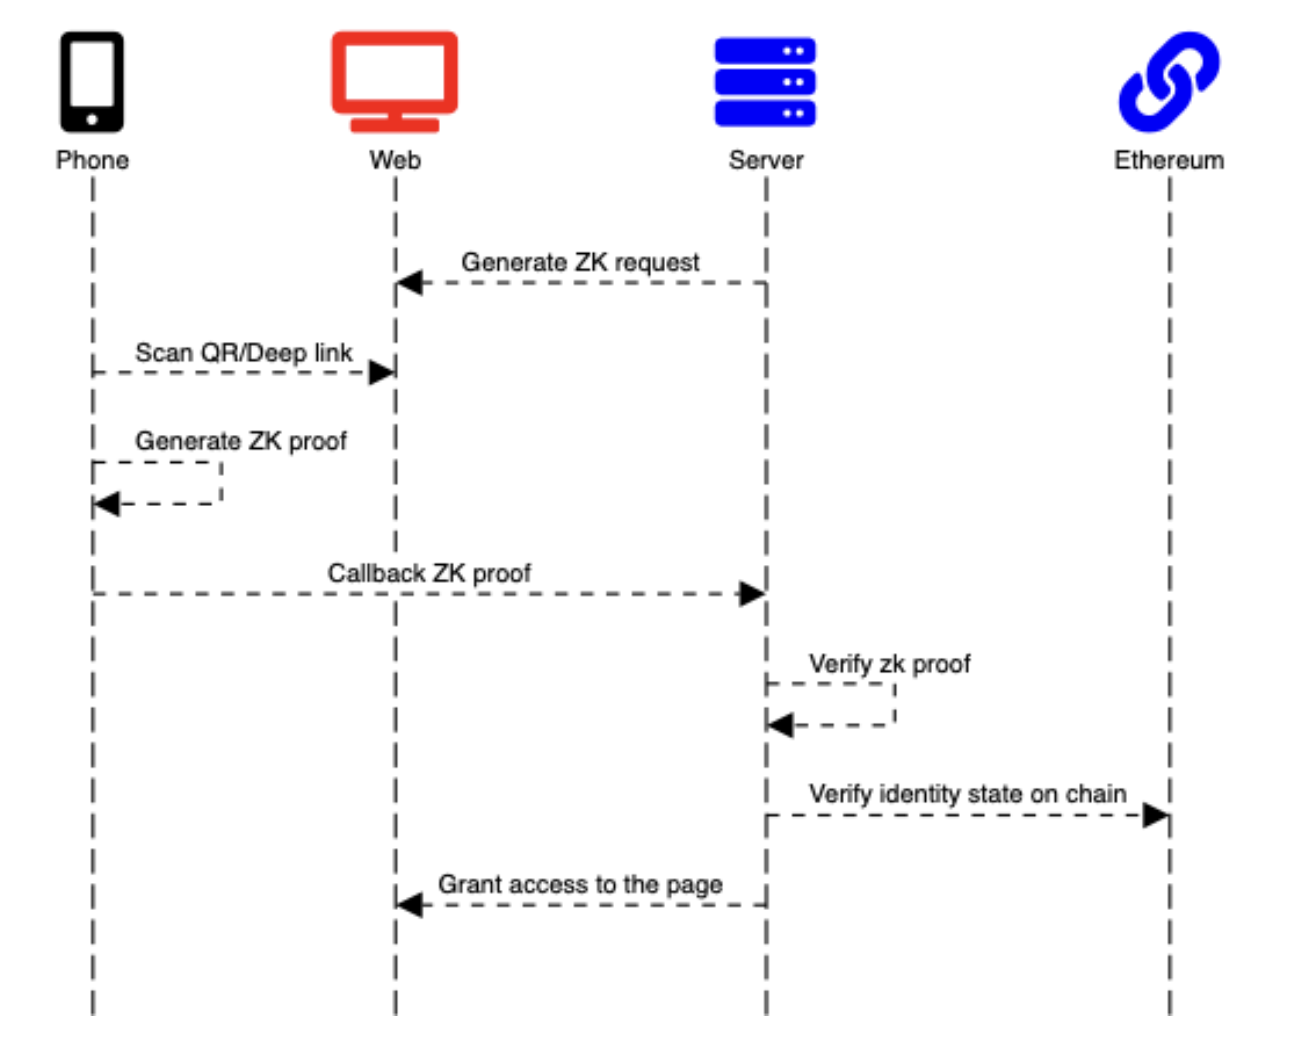 Phone
Web
Server
Ethereum
Generate ZK request
Scan QR/Deep link
Generate ZK proof
Callback ZK proof
Verify zk proof
Verify identity state on chain
Grant access to the page